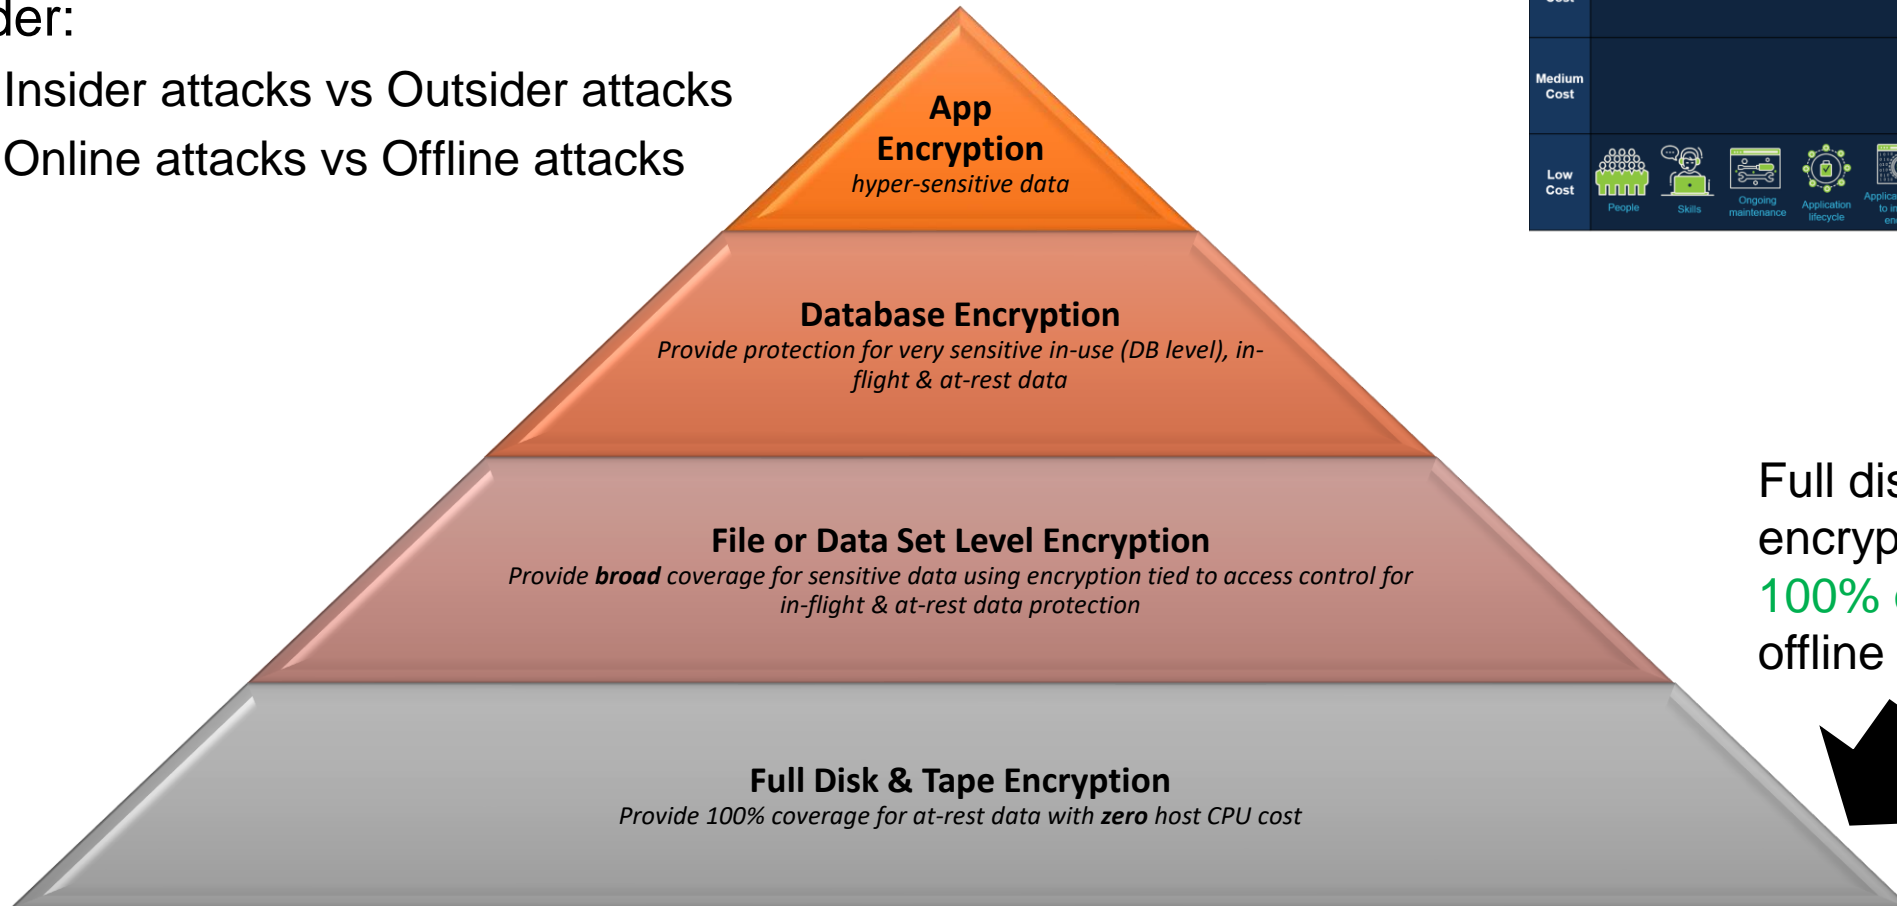 der:
Insider attacks vs Outsider attacks
Online attacks vs Offline attacks
App
Encryption
hyper-sensitive data
Database Encryption
Provide protection for very sensitive in-use (DB level), in-
flight & at-rest data
File or Data Set Level Encryption
Provide broad coverage for sensitive data using encryption tied to access control for
in-flight & at-rest data protection
Full Disk & Tape Encryption
Provide 100% coverage for at-rest data with zero host CPU cost
Cost
Medium
Cost
Low
Cost
People
Skills
Ongoing
maintenance
Application
lifecycle
Full dis
encryp
100%
offline